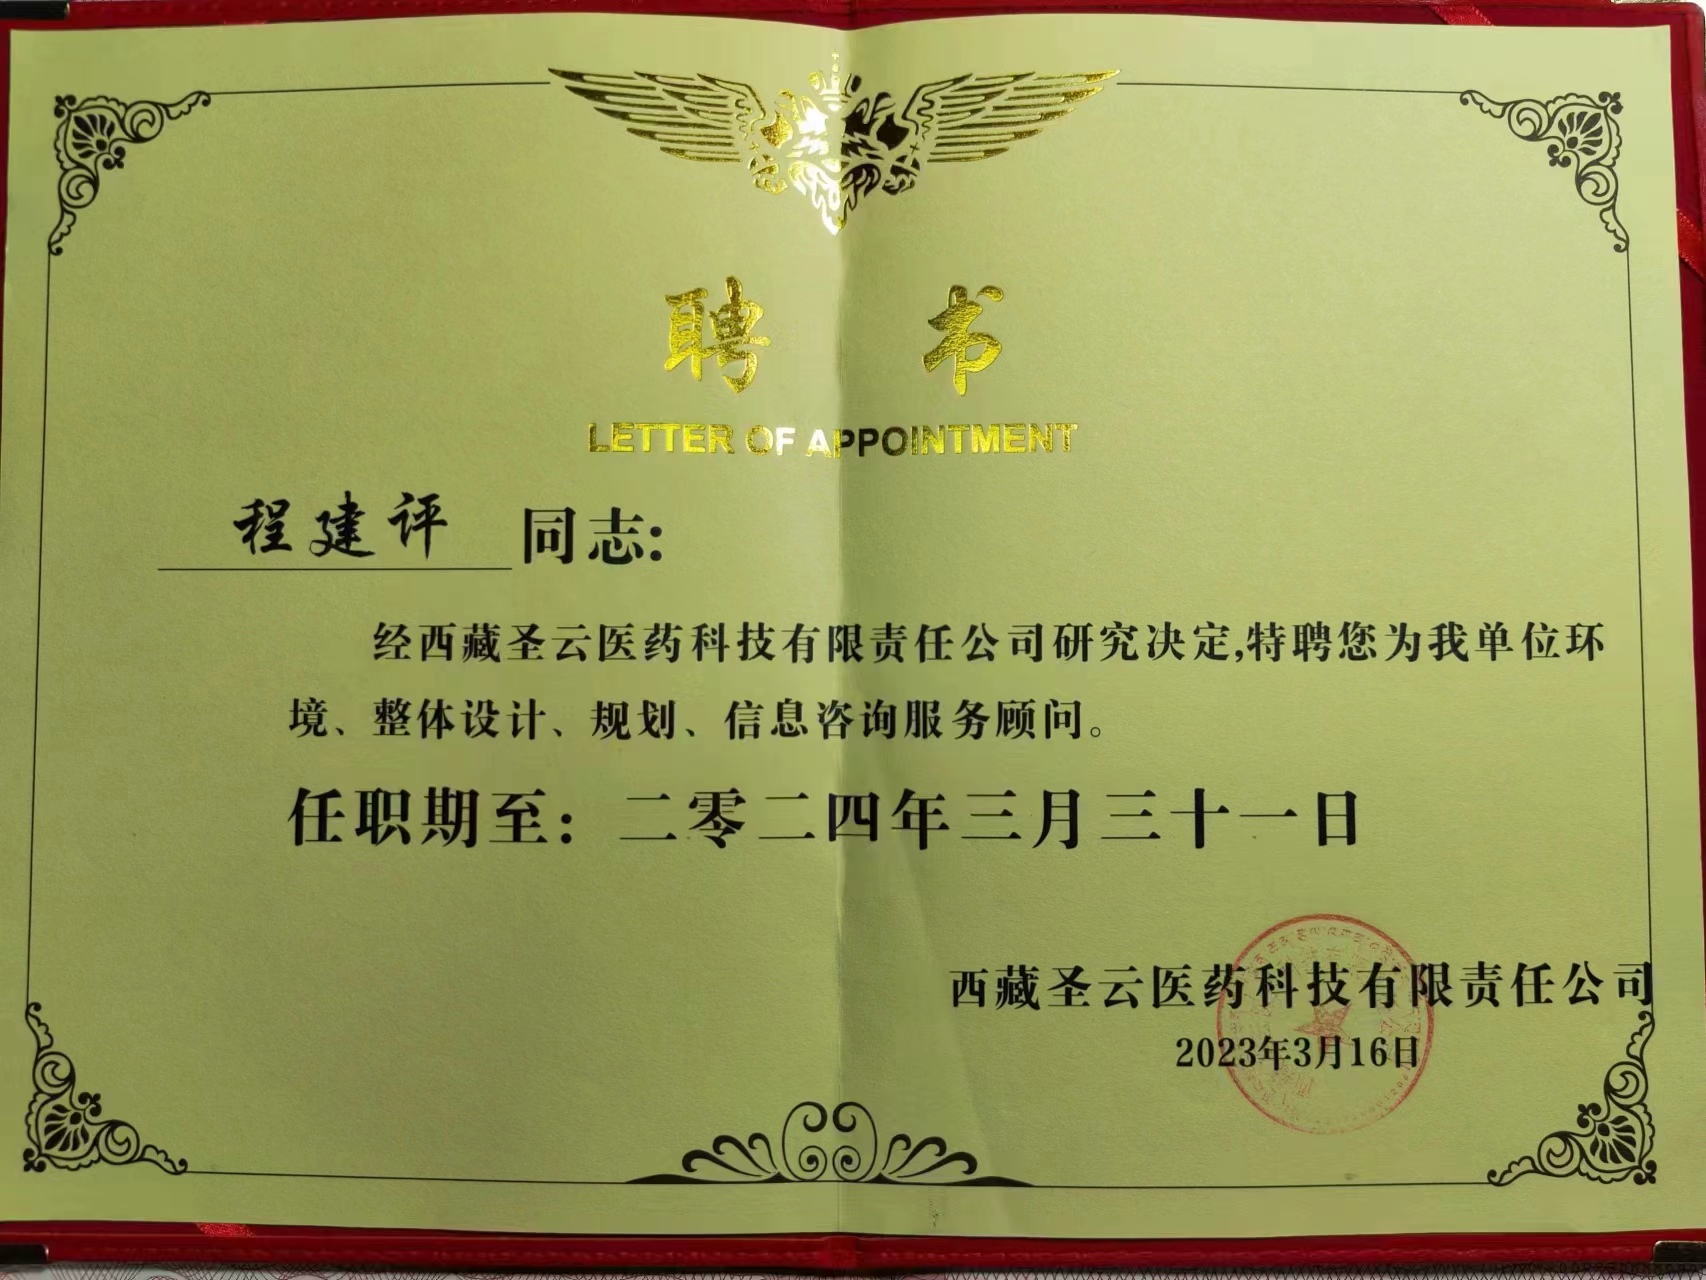 聘书
LETTER OF APPOINTMENT
程建评 同志:
经西藏圣云医药科技有限责任公司研究决定,特聘您为我单位环
境、整体设计、规划、信息咨询服务顾问。
任职期至: 二零二四年三月三十一日
西藏圣云医药科技有限责任公司
2023年3月16日